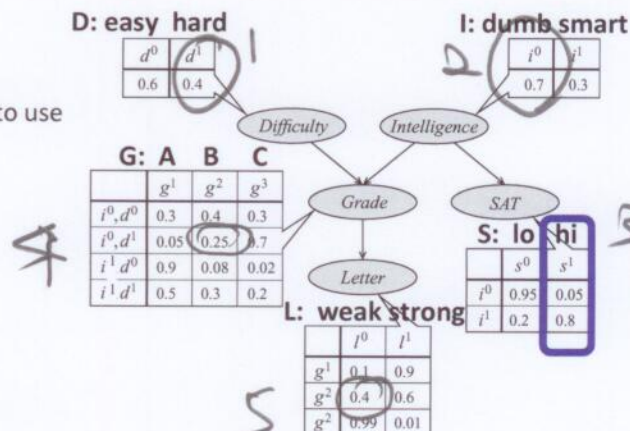 D: easy hard
I: dumb smart
d⁰ d¹
0.6 0.4
1
2
i⁰ i¹
0.7 0.3
to use
Difficulty
Intelligence
G: A B C
g¹ g² g³
i⁰, d⁰ 0.3 0.4 0.3
i⁰, d¹ 0.05 0.25 0.7
i¹ d⁰ 0.9 0.08 0.02
i¹ d¹ 0.5 0.3 0.2
4
Grade
SAT
S: lo hi
3
s⁰ s¹
i⁰ 0.95 0.05
i¹ 0.2 0.8
Letter
L: weak strong
l⁰ l¹
g¹ 0.1 0.9
g² 0.4 0.6
g² 0.99 0.01
5